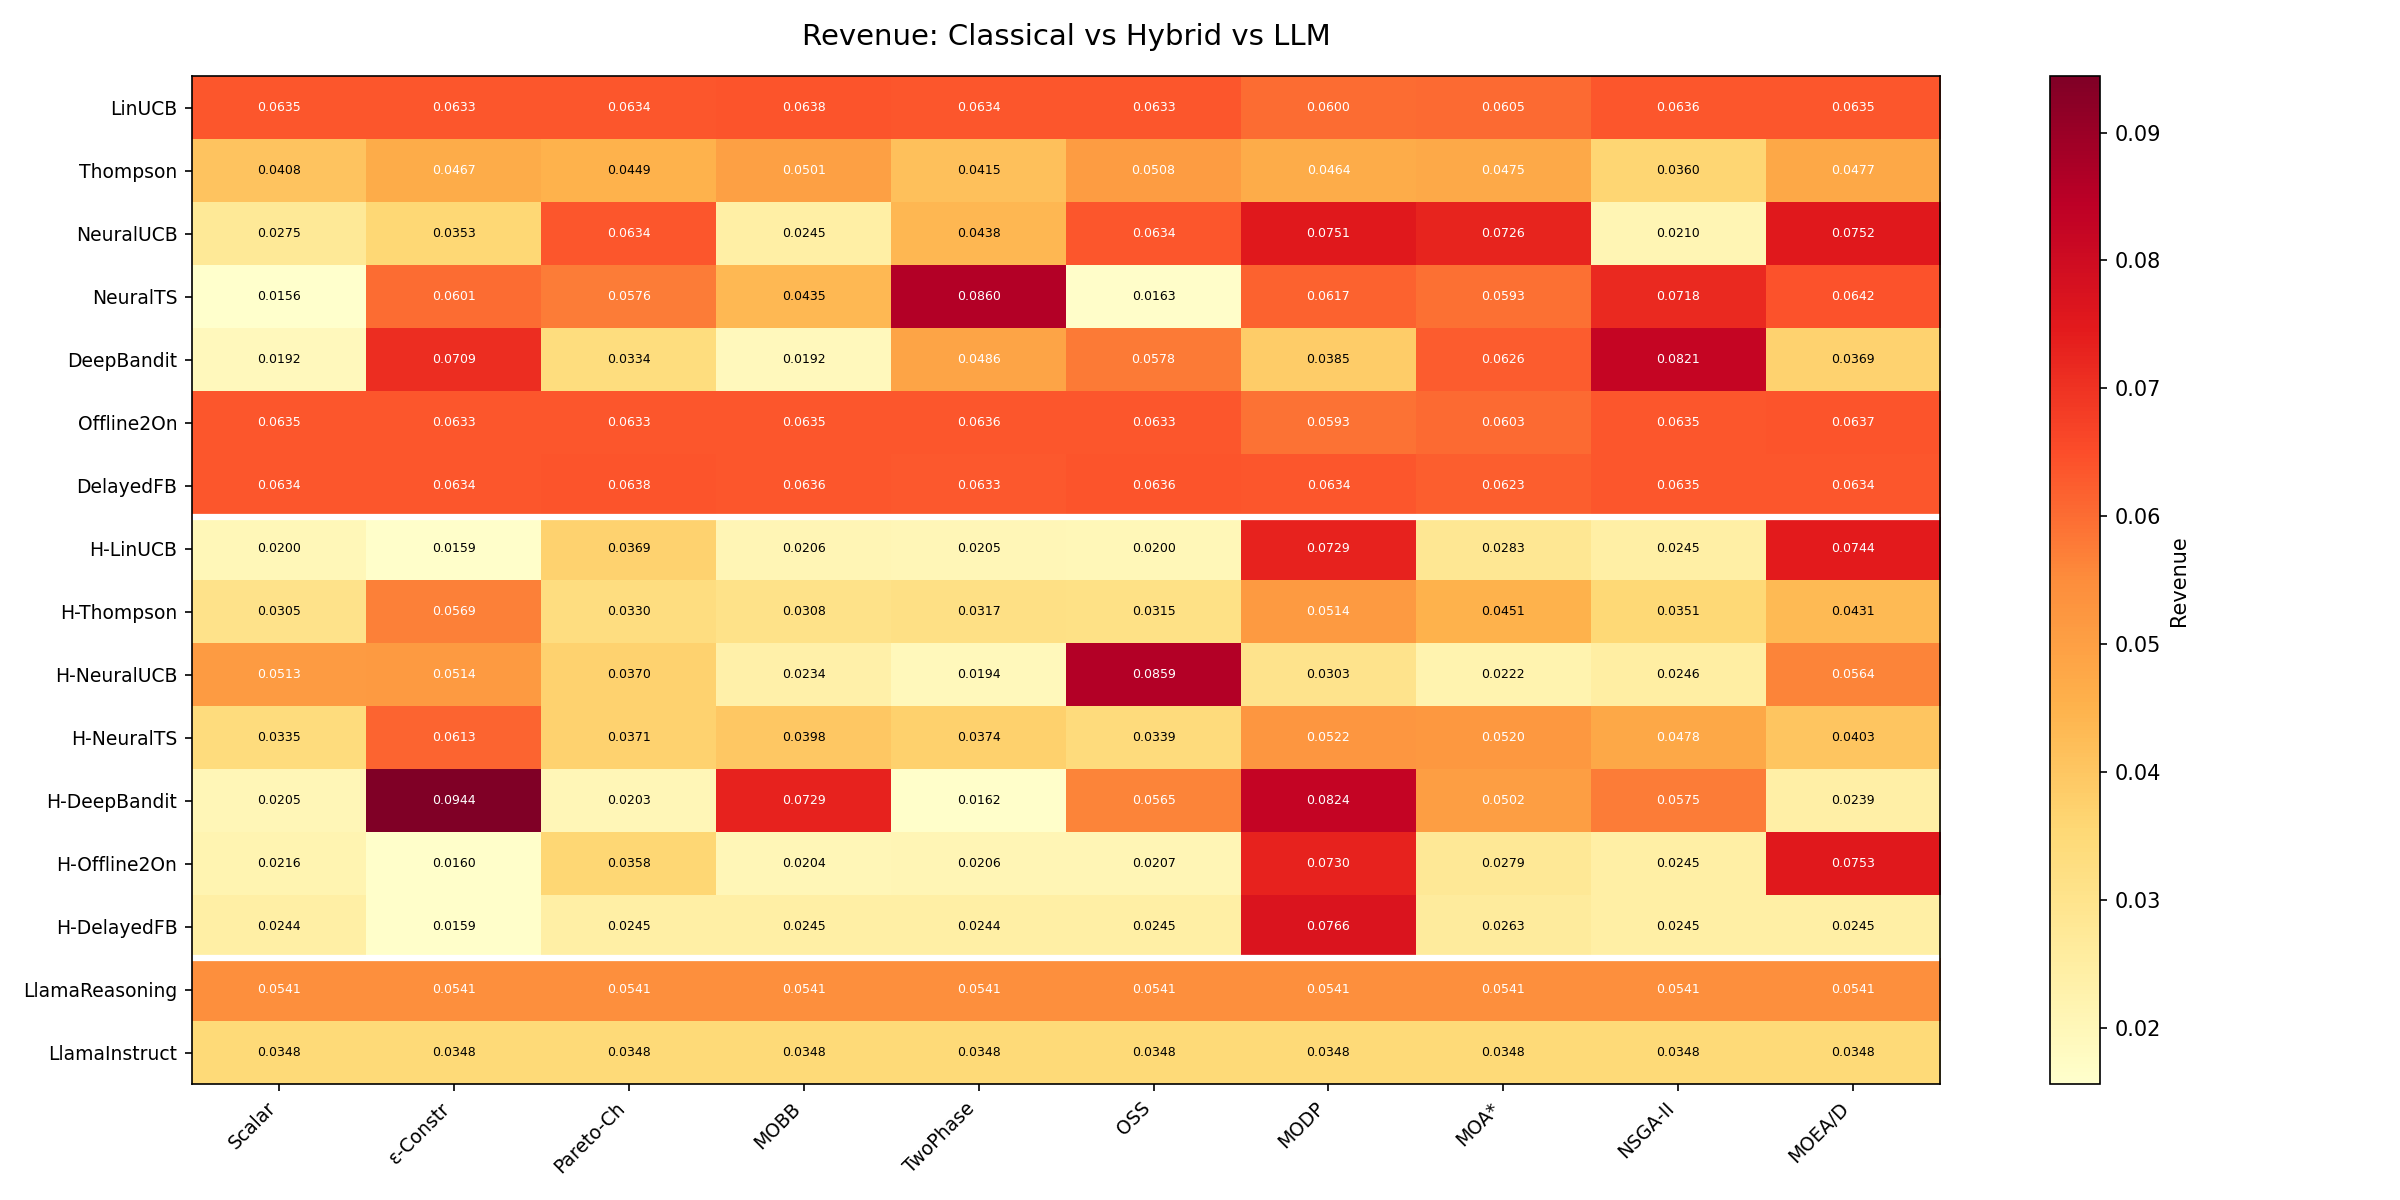 Revenue: Classical vs Hybrid vs LLM
LinUCB 0.0635 0.0633 0.0634 0.0638 0.0634 0.0633 0.0600 0.0605 0.0636 0.0635
Thompson 0.0408 0.0467 0.0449 0.0501 0.0415 0.0508 0.0464 0.0475 0.0360 0.0477
NeuralUCB 0.0275 0.0353 0.0634 0.0245 0.0438 0.0634 0.0751 0.0726 0.0210 0.0752
NeuralTS 0.0156 0.0601 0.0576 0.0435 0.0860 0.0163 0.0617 0.0593 0.0718 0.0642
DeepBandit 0.0192 0.0709 0.0334 0.0192 0.0486 0.0578 0.0385 0.0626 0.0821 0.0369
Offline2On 0.0635 0.0633 0.0633 0.0635 0.0636 0.0633 0.0593 0.0603 0.0635 0.0637
DelayedFB 0.0634 0.0634 0.0638 0.0636 0.0633 0.0636 0.0634 0.0623 0.0635 0.0634
H-LinUCB 0.0200 0.0159 0.0369 0.0206 0.0205 0.0200 0.0729 0.0283 0.0245 0.0744
H-Thompson 0.0305 0.0569 0.0330 0.0308 0.0317 0.0315 0.0514 0.0451 0.0351 0.0431
H-NeuralUCB 0.0513 0.0514 0.0370 0.0234 0.0194 0.0859 0.0303 0.0222 0.0246 0.0564
H-NeuralTS 0.0335 0.0613 0.0371 0.0398 0.0374 0.0339 0.0522 0.0520 0.0478 0.0403
H-DeepBandit 0.0205 0.0944 0.0203 0.0729 0.0162 0.0565 0.0824 0.0502 0.0575 0.0239
H-Offline2On 0.0216 0.0160 0.0358 0.0204 0.0206 0.0207 0.0730 0.0279 0.0245 0.0753
H-DelayedFB 0.0244 0.0159 0.0245 0.0245 0.0244 0.0245 0.0766 0.0263 0.0245 0.0245
LlamaReasoning 0.0541 0.0541 0.0541 0.0541 0.0541 0.0541 0.0541 0.0541 0.0541 0.0541
LlamaInstruct 0.0348 0.0348 0.0348 0.0348 0.0348 0.0348 0.0348 0.0348 0.0348 0.0348
Scalar ε-Constr Pareto-Ch MOBB TwoPhase OSS MODP MOA* NSGA-II MOEA/D
0.09
0.08
0.07
0.06
0.05
0.04
0.03
0.02
Revenue